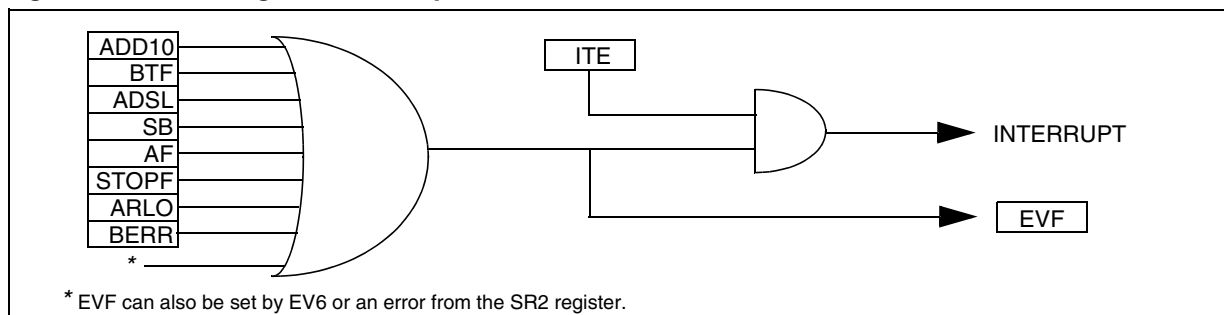 ADD10
BTF
ADSL
SB
AF
STOPF
ARLO
BERR
*
ITE
INTERRUPT
EVF
* EVF can also be set by EV6 or an error from the SR2 register.